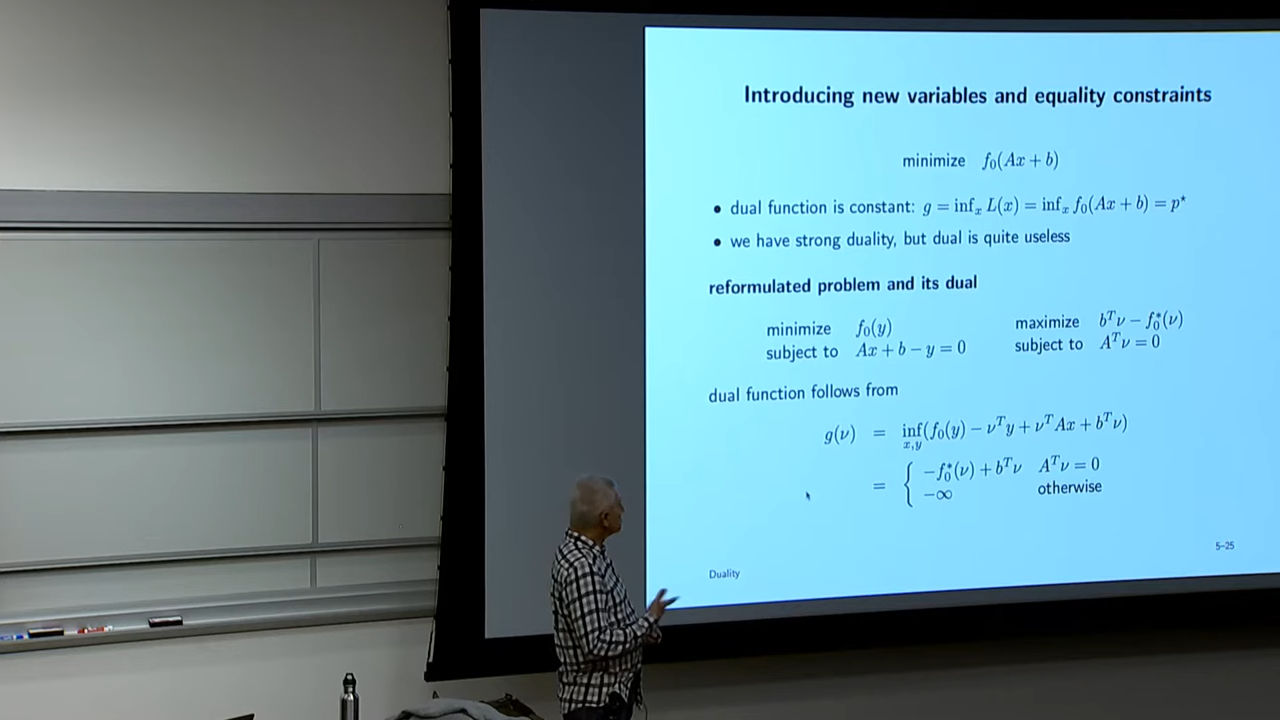 Introducing new variables and equality constraints
minimize f₀(Ax + b)
• dual function is constant: g = infₓ L(x) = infₓ f₀(Ax + b) = p⋆
• we have strong duality, but dual is quite useless
reformulated problem and its dual
minimize f₀(y) maximize bᵀν − f₀*(ν)
subject to Ax + b − y = 0 subject to Aᵀν = 0
dual function follows from
g(ν) = inf_{x,y}(f₀(y) − νᵀy + νᵀAx + bᵀν)
= { −f₀*(ν) + bᵀν Aᵀν = 0
−∞ otherwise
5–25
Duality